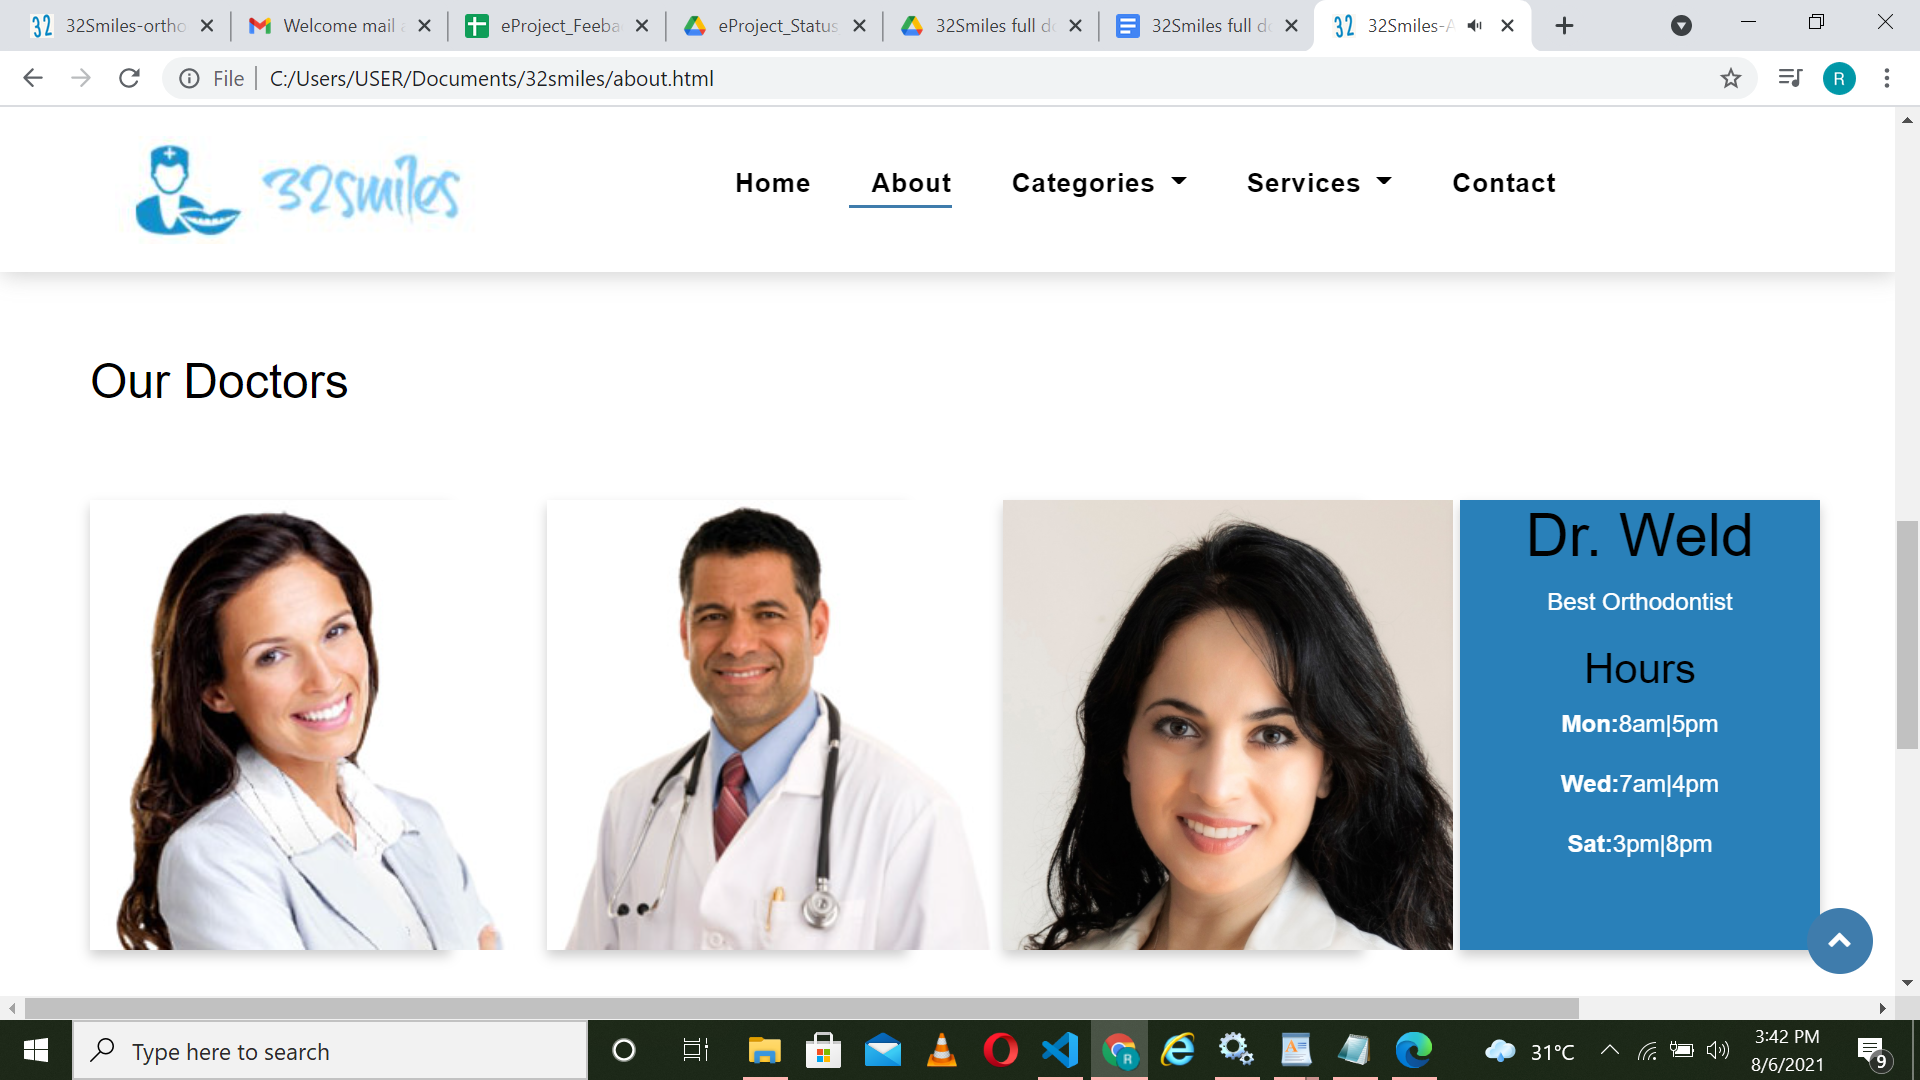 32Smiles-ortho
Welcome mail a
eProject_Feeba
eProject_Status
32Smiles full do
32Smiles full do
32Smiles-A
File
C:/Users/USER/Documents/32smiles/about.html
R
32smiles
Home
About
Categories
Services
Contact
Our Doctors
Dr. Weld
Best Orthodontist
Hours
Mon:8am|5pm
Wed:7am|4pm
Sat:3pm|8pm
Type here to search
31°C
3:42 PM
8/6/2021
9